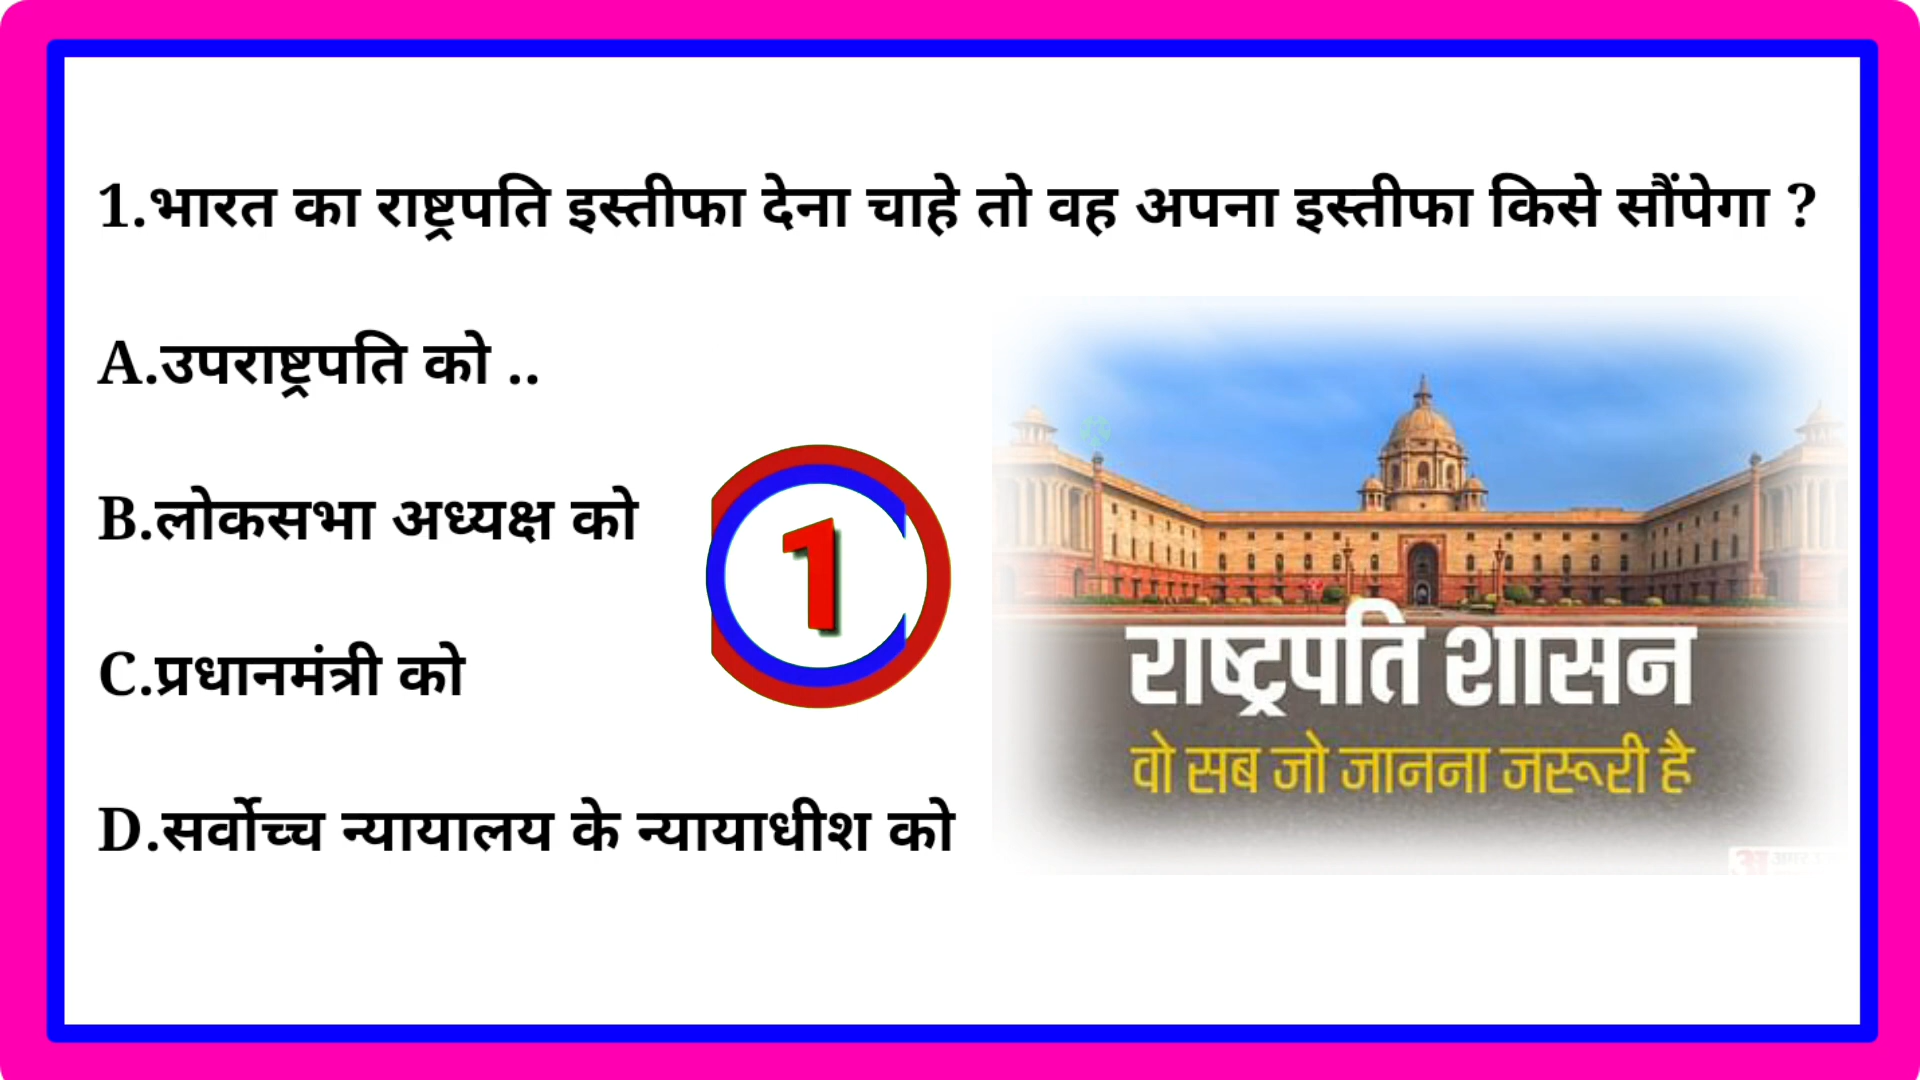 1.भारत का राष्ट्रपति इस्तीफा देना चाहे तो वह अपना इस्तीफा किसे सौंपेगा ?
A.उपराष्ट्रपति को ..
B.लोकसभा अध्यक्ष को
1
C.प्रधानमंत्री को
D.सर्वोच्च न्यायालय के न्यायाधीश को
राष्ट्रपति शासन
वो सब जो जानना जरूरी है